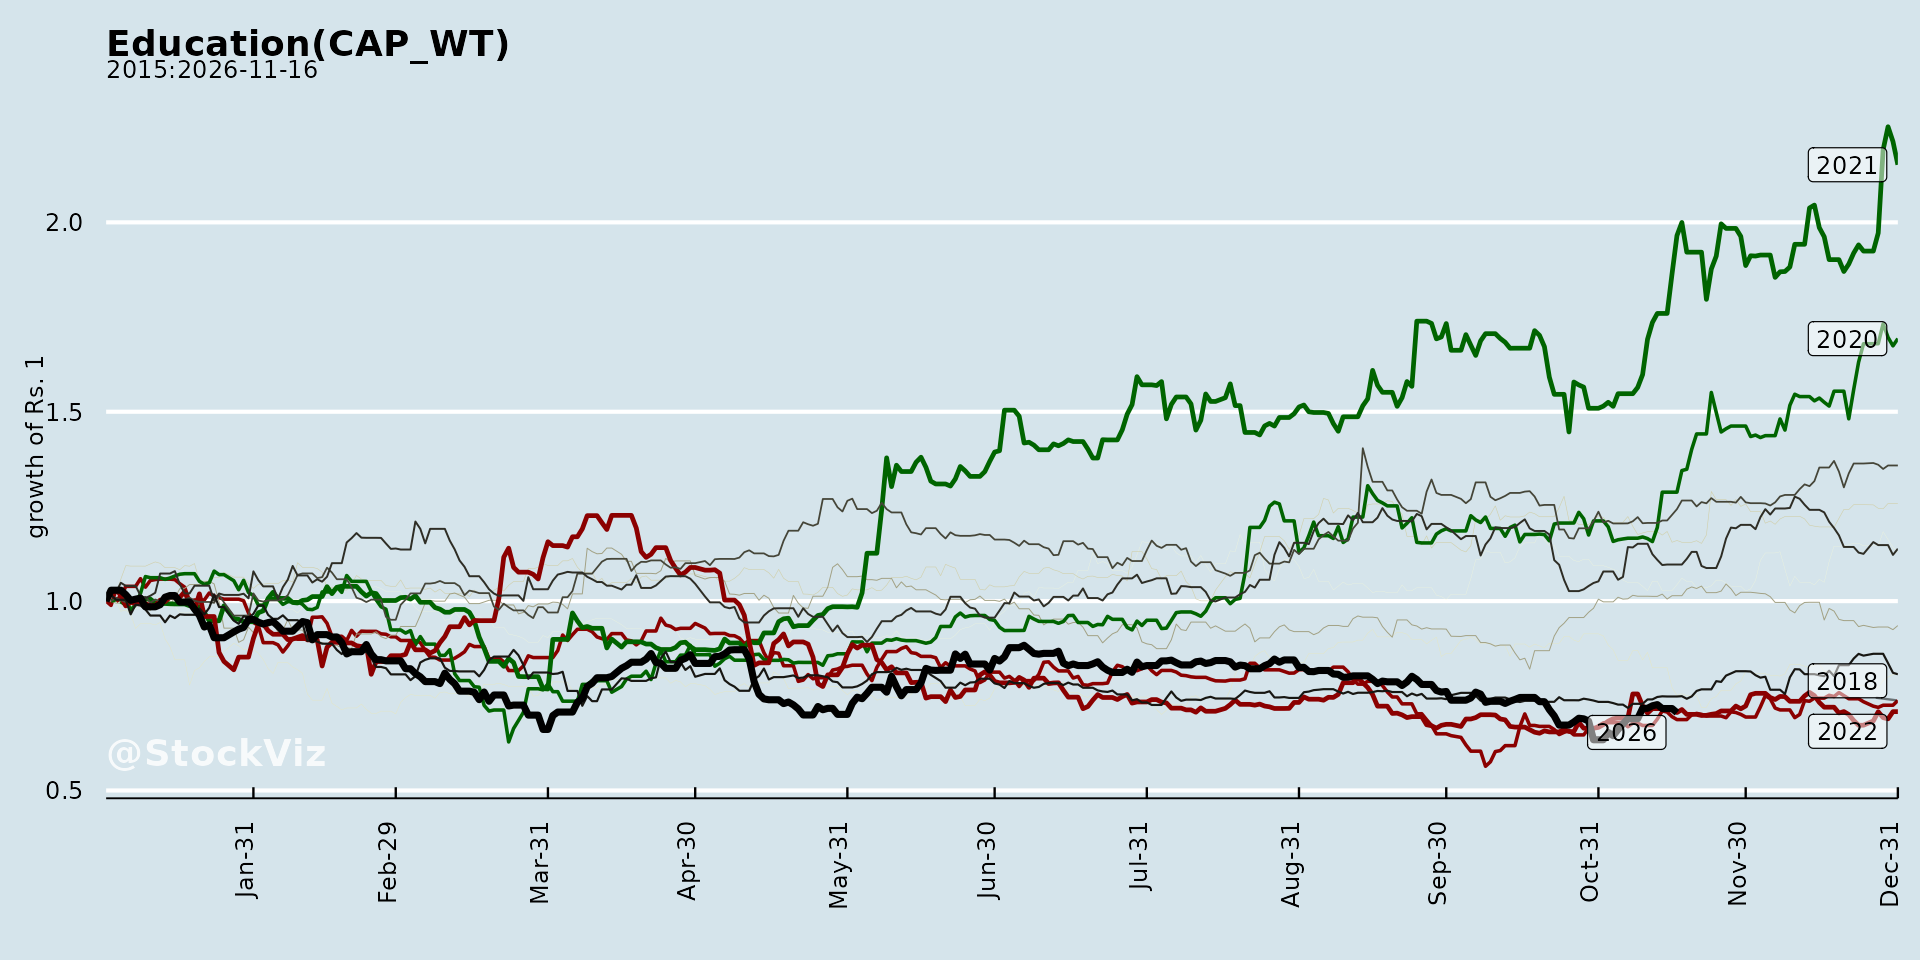 Education(CAP_WT)
2015:2026-11-16
growth of Rs. 1
2.0
1.5
1.0
0.5
2021
2020
2018
2026
2022
@StockViz
Jan-31
Feb-29
Mar-31
Apr-30
May-31
Jun-30
Jul-31
Aug-31
Sep-30
Oct-31
Nov-30
Dec-31